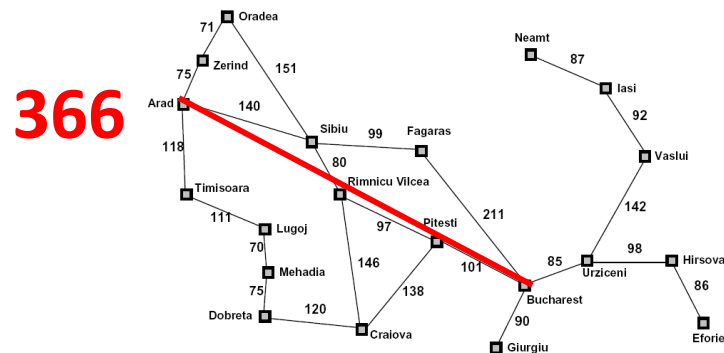 Oradea
71
Neamt
87
Zerind
151
75
Iasi
366
Arad
140
92
Sibiu
99
Fagaras
118
80
Vaslui
Rimnicu Vilcea
Timisoara
211
142
111
Lugoj
97
Pitesti
70
98
Hirsova
146
85
101
Mehadia
Urziceni
86
75
138
Bucharest
120
90
Dobreta
Craiova
Eforie
Giurgiu